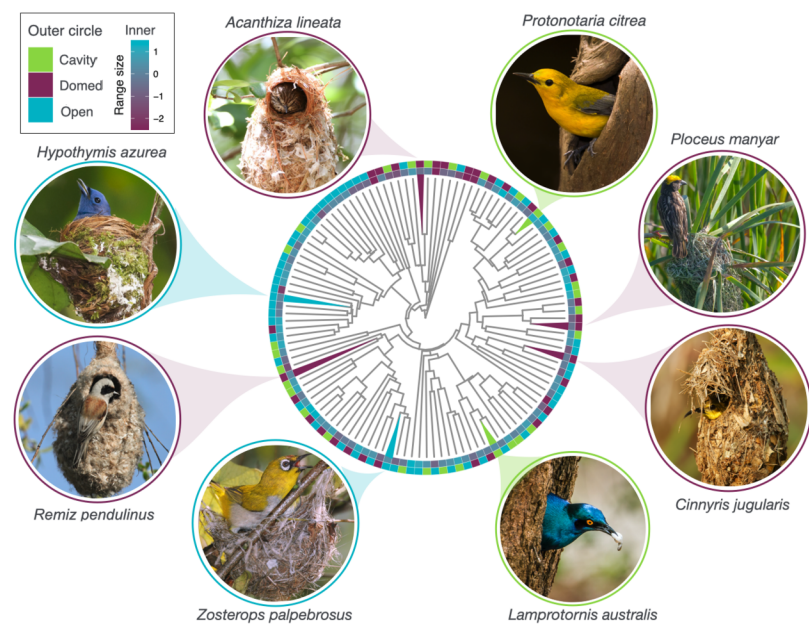 Acanthiza lineata
Protonotaria citrea
Outer circle
Inner
Cavity
Domed
Open
Range size
1
0
-1
-2
Ploceus manyar
Hypothymis azurea
Remiz pendulinus
Cinnyris jugularis
Zosterops palpebrosus
Lamprotornis australis